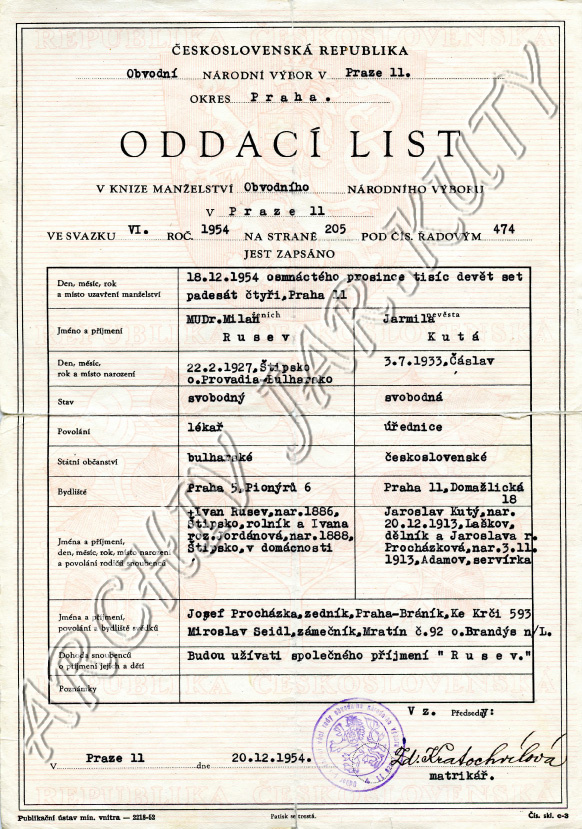 ČESKOSLOVENSKÁ REPUBLIKA
Obvodní NÁRODNÍ VÝBOR V Praze 11.
OKRES Praha.
ODDACÍ LIST
V KNIZE MANŽELSTVÍ Obvodního NÁRODNÍHO VÝBORU
V Praze 11
VE SVAZKU VI. ROČ. 1954 NA STRANĚ 205 POD ČÍS. ŘADOVÝM 474
JEST ZAPSÁNO
Den, měsíc, rok
a místo uzavření manželství
18.12.1954 osmnáctého prosince tisíc devět set
padesát čtyři, Praha 11
Jméno a příjmení
ženich
MUDr.Milan
Rusev
nevěsta
Jarmila
Kutá
Den, měsíc,
rok a místo narození
22.2.1927, Štipsko
o.Provadia-Bulharsko
3.7.1933, Čáslav
Stav
svobodný
svobodná
Povolání
lékař
úřednice
Státní občanství
bulharské
československé
Bydliště
Praha 5, Pionýrů 6
Praha 11, Domažlická
18
Jména a příjmení,
den, měsíc, rok, místo narození
a povolání rodičů snoubenců
+Ivan Rusev, nar.1886,
Štipsko, rolník a Ivana
roz.Jordánová, nar.1888,
Štipsko, v domácnosti
Jaroslav Kutý, nar.
20.12.1913, Laškov,
dělník a Jaroslava r.
Procházková, nar.3.11.
1913, Adamov, servírka
Jména a příjmení,
povolání a bydliště svědků
Josef Procházka, zedník, Praha-Bráník, Ke Krči 593
Miroslav Seidl, zámečník, Mratín č.92 o.Brandýs n/L.
Dohoda snoubenců
o příjmení jejich a dětí
Budou užívati společného příjmení "Rusev."
Poznámky
V z. Předseda:
V Praze 11 dne 20.12.1954.
Zd. Kratochvílová
matrikář.
Publikační ústav min. vnitra — 2218-52
Padělek se trestá.
Čís. skl. c-3
ARCHIV JAR. KUTY